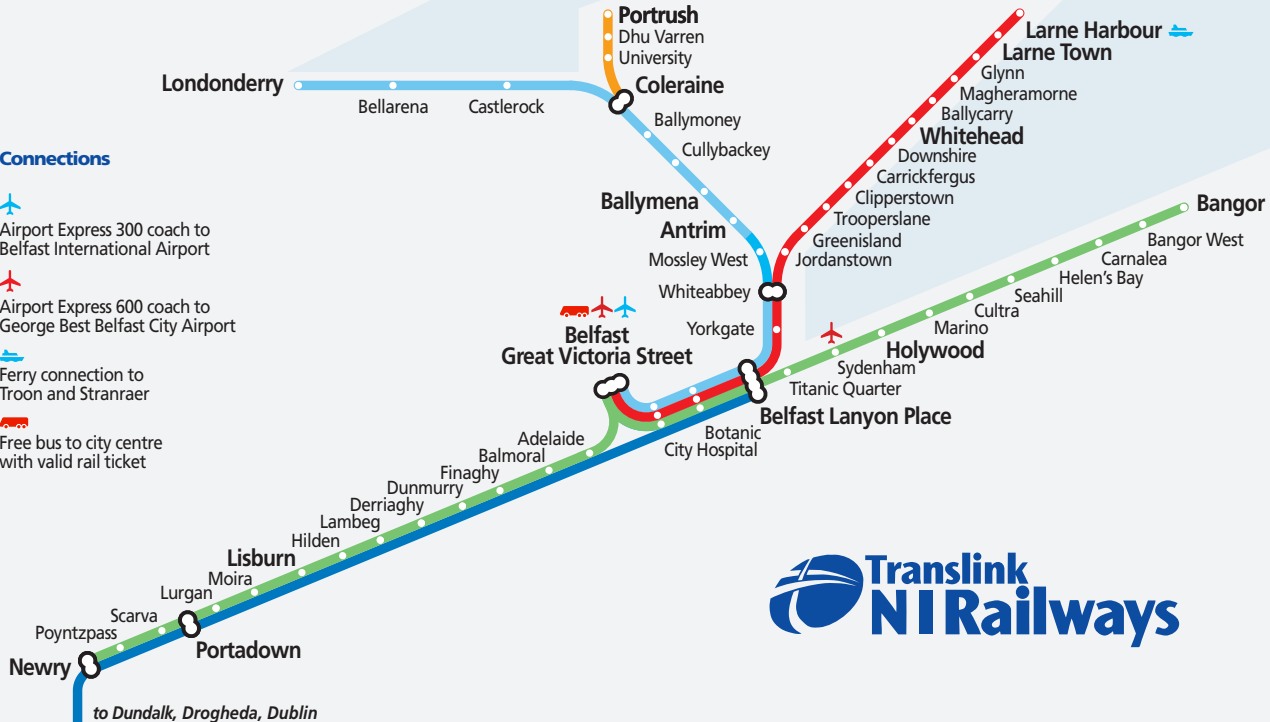 Portrush
Dhu Varren
University
Coleraine
Londonderry
Bellarena
Castlerock
Ballymoney
Cullybackey
Ballymena
Antrim
Mossley West
Whiteabbey
Yorkgate
Larne Harbour
Larne Town
Glynn
Magheramorne
Ballycarry
Whitehead
Downshire
Carrickfergus
Clipperstown
Trooperslane
Greenisland
Jordanstown
Bangor
Bangor West
Carnalea
Helen's Bay
Seahill
Cultra
Marino
Holywood
Sydenham
Titanic Quarter
Belfast Lanyon Place
Belfast
Great Victoria Street
Botanic
City Hospital
Adelaide
Balmoral
Finaghy
Dunmurry
Derriaghy
Lambeg
Hilden
Lisburn
Moira
Lurgan
Portadown
Scarva
Poyntzpass
Newry
to Dundalk, Drogheda, Dublin
Connections
Airport Express 300 coach to
Belfast International Airport
Airport Express 600 coach to
George Best Belfast City Airport
Ferry connection to
Troon and Stranraer
Free bus to city centre
with valid rail ticket
Translink
NI Railways